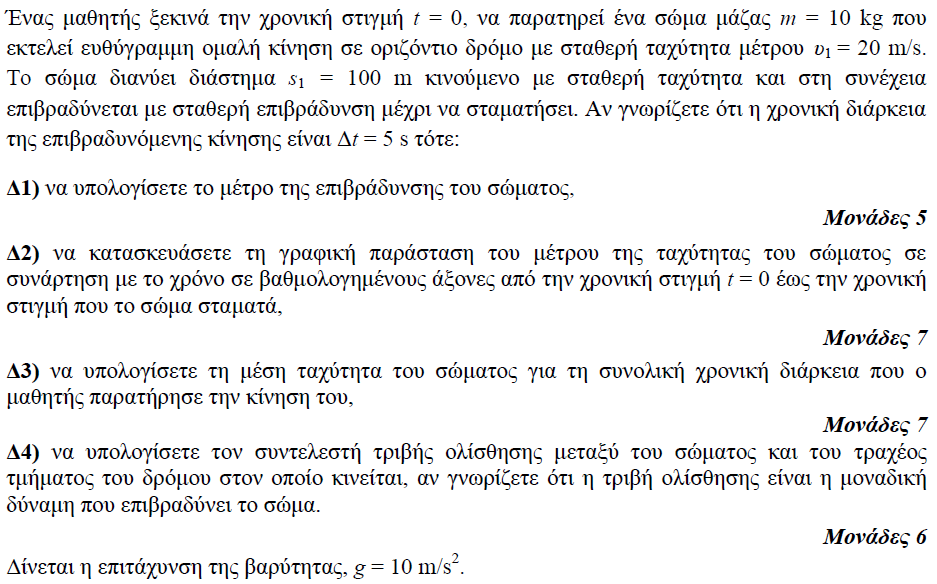 Ένας μαθητής ξεκινά την χρονική στιγμή t = 0, να παρατηρεί ένα σώμα μάζας m = 10 kg που
εκτελεί ευθύγραμμη ομαλή κίνηση σε οριζόντιο δρόμο με σταθερή ταχύτητα μέτρου υ₁ = 20 m/s.
Το σώμα διανύει διάστημα s₁ = 100 m κινούμενο με σταθερή ταχύτητα και στη συνέχεια
επιβραδύνεται με σταθερή επιβράδυνση μέχρι να σταματήσει. Αν γνωρίζετε ότι η χρονική διάρκεια
της επιβραδυνόμενης κίνησης είναι Δt = 5 s τότε:
Δ1) να υπολογίσετε το μέτρο της επιβράδυνσης του σώματος,
Μονάδες 5
Δ2) να κατασκευάσετε τη γραφική παράσταση του μέτρου της ταχύτητας του σώματος σε
συνάρτηση με το χρόνο σε βαθμολογημένους άξονες από την χρονική στιγμή t = 0 έως την χρονική
στιγμή που το σώμα σταματά,
Μονάδες 7
Δ3) να υπολογίσετε τη μέση ταχύτητα του σώματος για τη συνολική χρονική διάρκεια που ο
μαθητής παρατήρησε την κίνηση του,
Μονάδες 7
Δ4) να υπολογίσετε τον συντελεστή τριβής ολίσθησης μεταξύ του σώματος και του τραχέος
τμήματος του δρόμου στον οποίο κινείται, αν γνωρίζετε ότι η τριβή ολίσθησης είναι η μοναδική
δύναμη που επιβραδύνει το σώμα.
Μονάδες 6
Δίνεται η επιτάχυνση της βαρύτητας, g = 10 m/s².